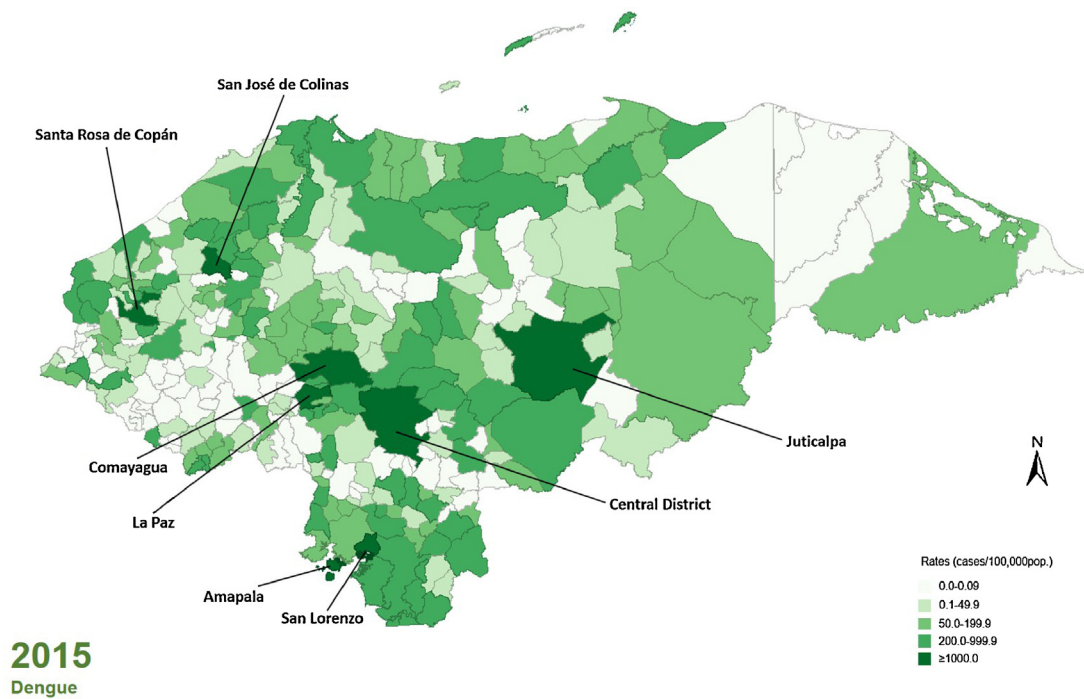 San José de Colinas
Santa Rosa de Copán
Comayagua
La Paz
Amapala
San Lorenzo
Central District
Juticalpa
N
Rates (cases/100,000pop.)
0.0-0.09
0.1-49.9
50.0-199.9
200.0-999.9
≥1000.0
2015
Dengue